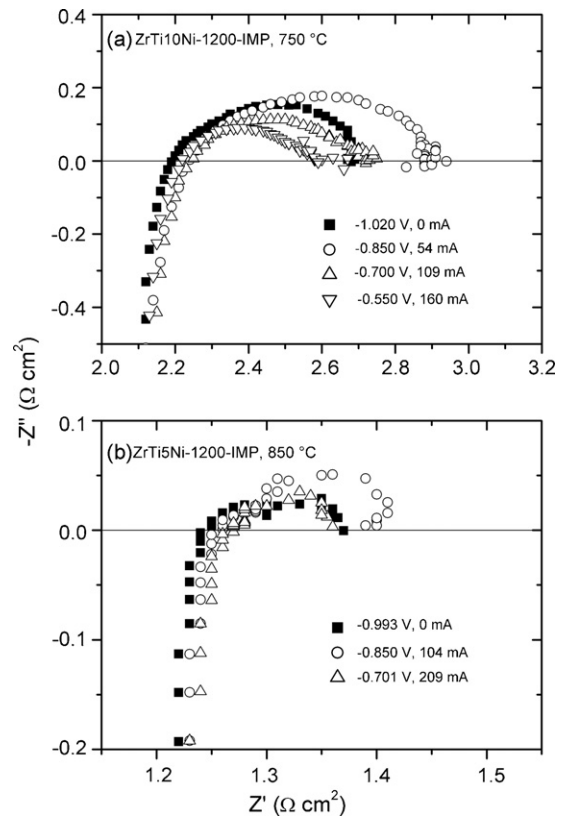 0.4
(a) ZrTi10Ni-1200-IMP, 750 °C
0.2
0.0
-0.2
-0.4
-1.020 V, 0 mA
-0.850 V, 54 mA
-0.700 V, 109 mA
-0.550 V, 160 mA
2.0 2.2 2.4 2.6 2.8 3.0 3.2
-Z'' (Ω cm²)
0.1
(b) ZrTi5Ni-1200-IMP, 850 °C
0.0
-0.1
-0.2
-0.993 V, 0 mA
-0.850 V, 104 mA
-0.701 V, 209 mA
1.2 1.3 1.4 1.5
Z' (Ω cm²)